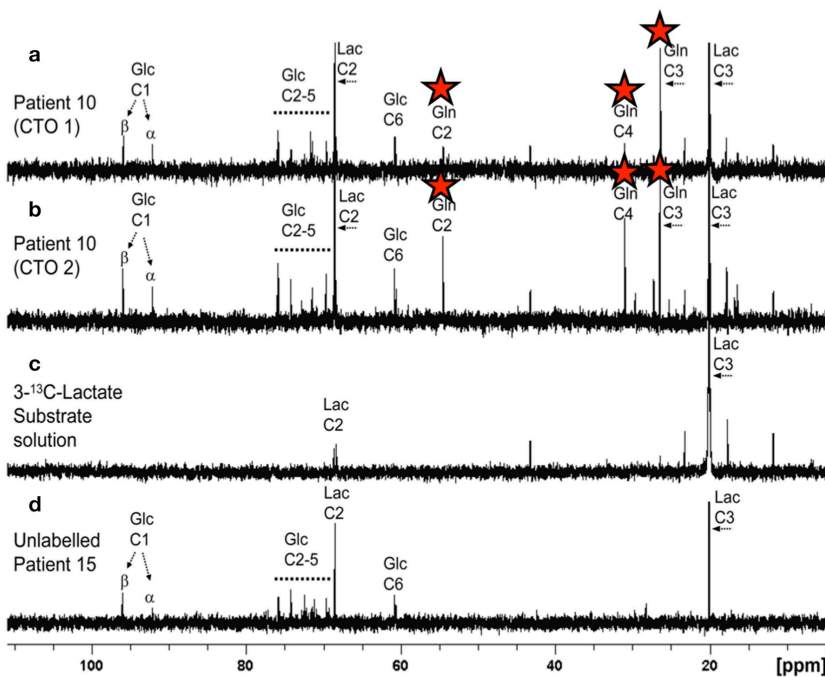 a
Patient 10
(CTO 1)
Glc
C1
β
α
Glc
C2-5
Lac
C2
Glc
C6
Gln
C2
Gln
C4
Gln
C3
Lac
C3
b
Patient 10
(CTO 2)
Glc
C1
β
α
Glc
C2-5
Lac
C2
Glc
C6
Gln
C2
Gln
C4
Gln
C3
Lac
C3
c
3-¹³C-Lactate
Substrate
solution
Lac
C2
Lac
C3
d
Unlabelled
Patient 15
Glc
C1
β
α
Glc
C2-5
Lac
C2
Glc
C6
Lac
C3
100 80 60 40 20 [ppm]